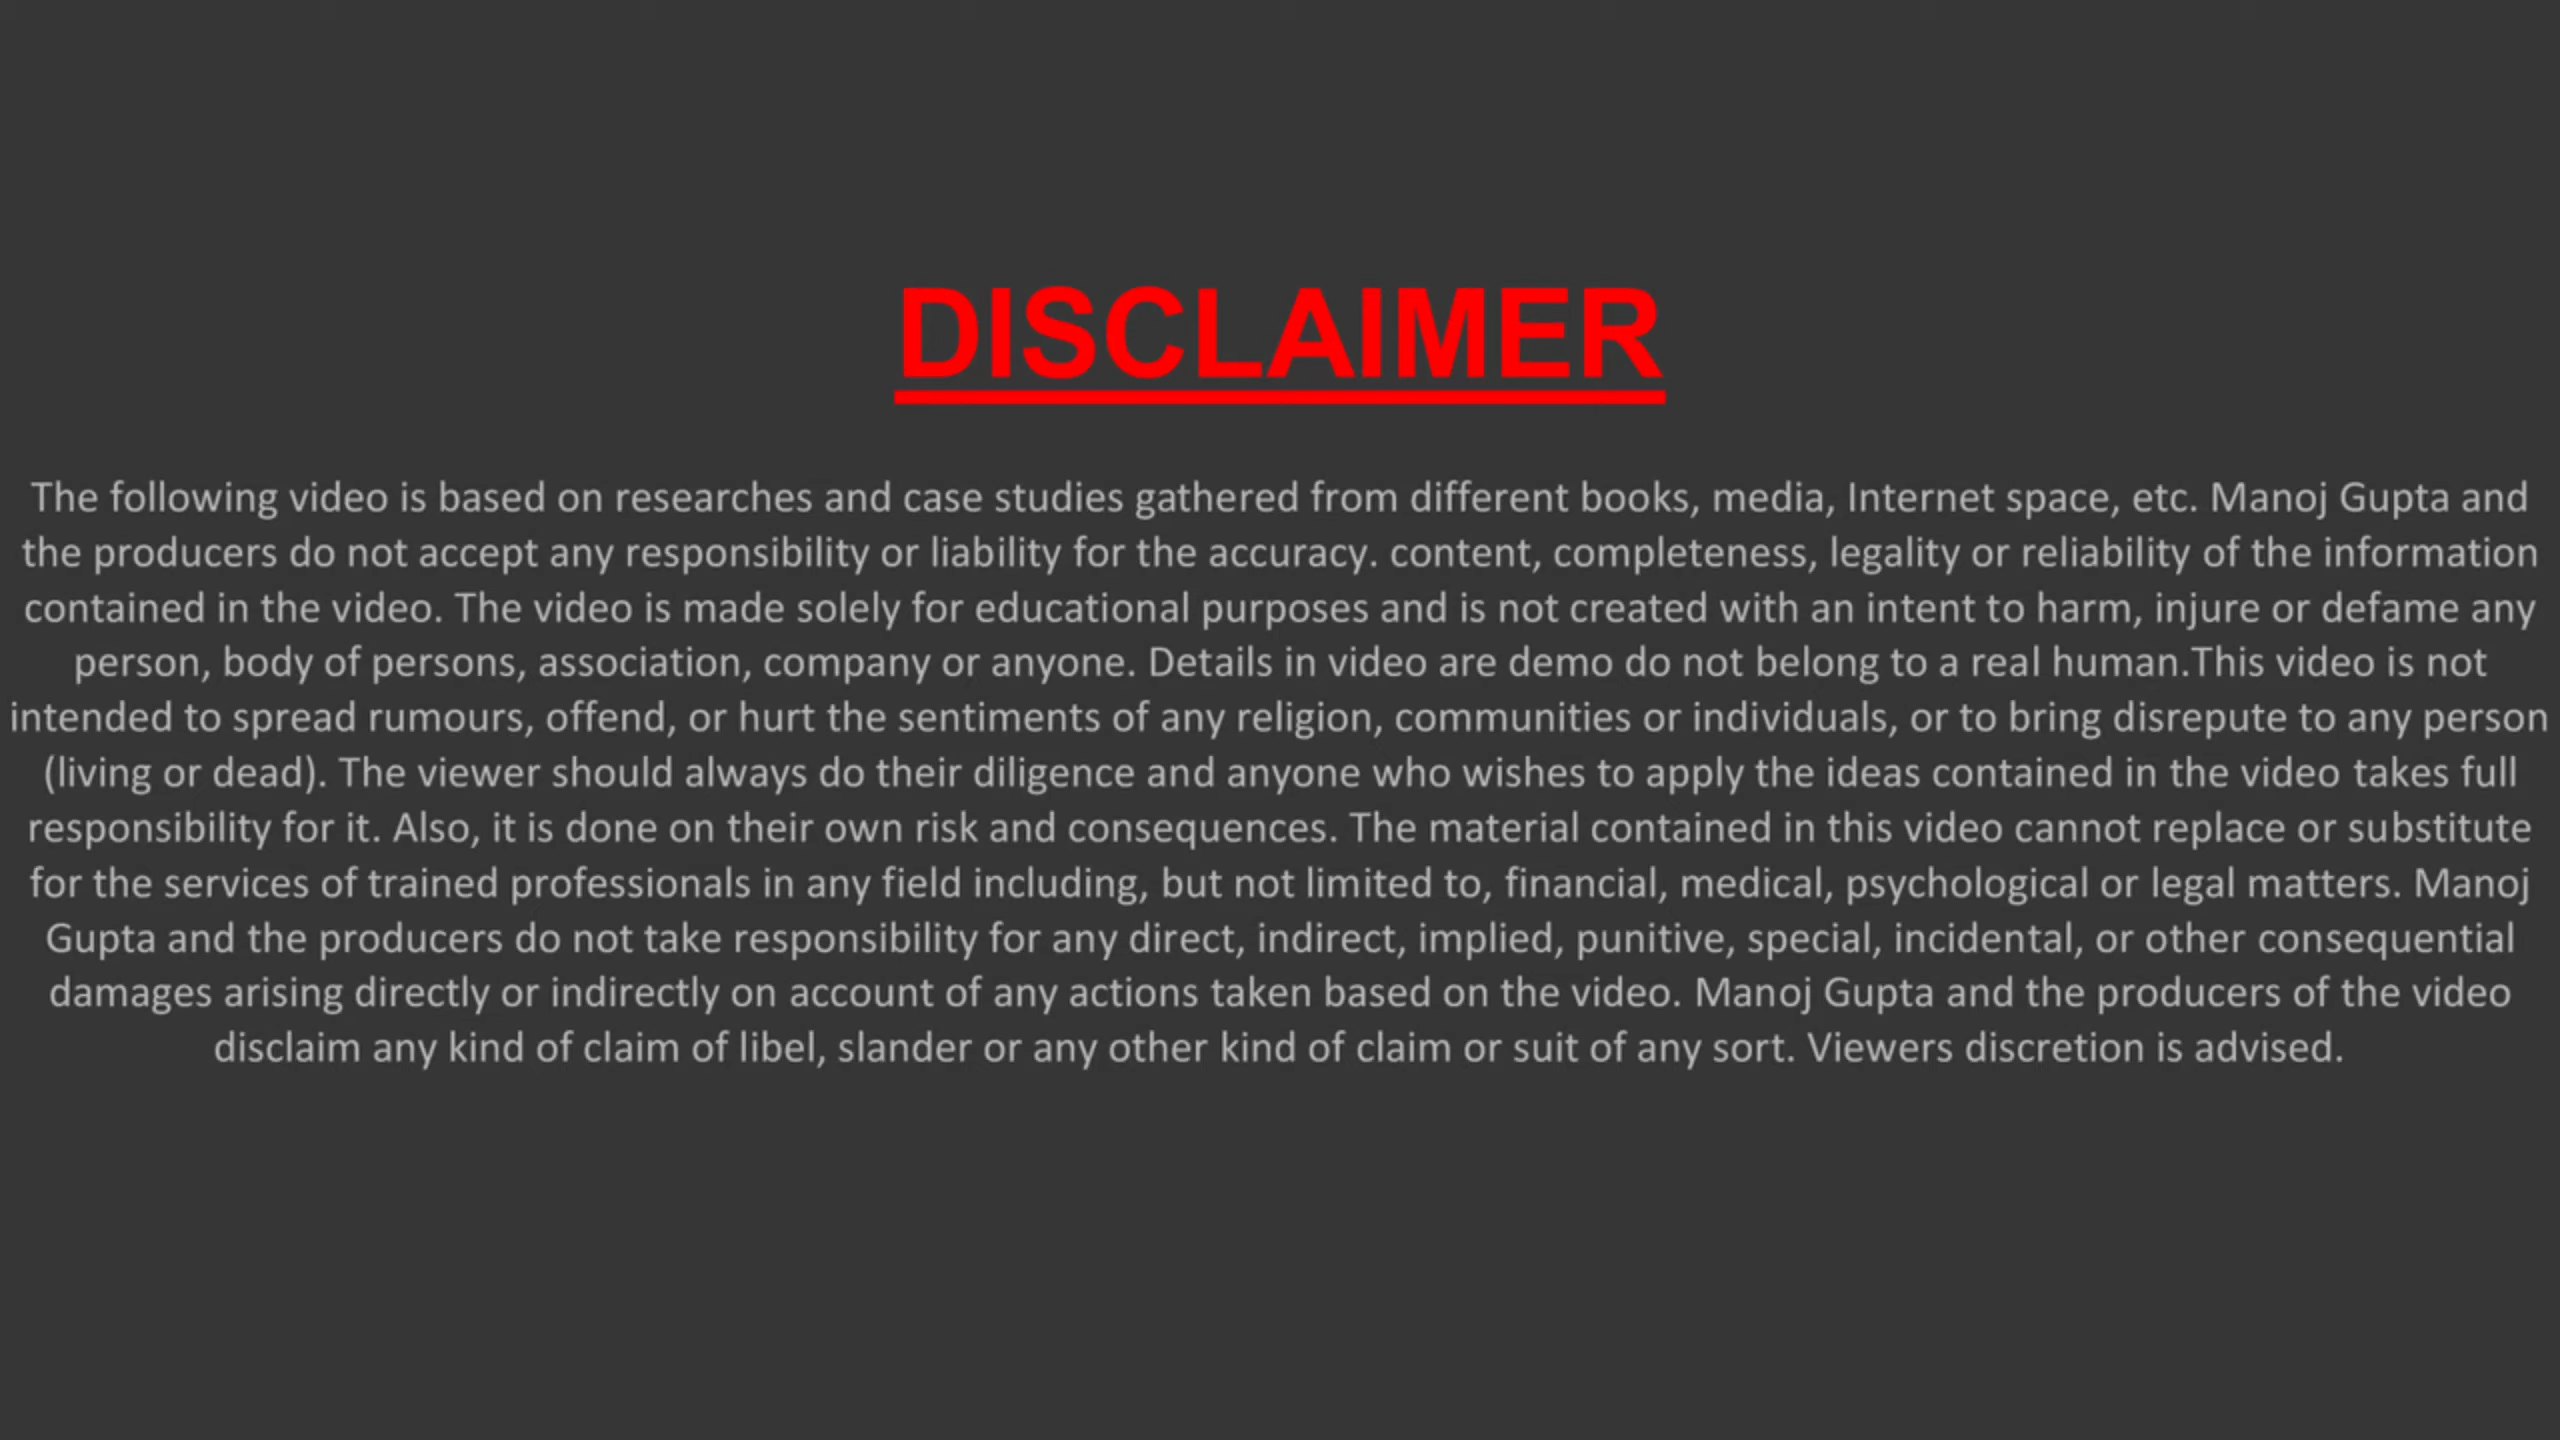 DISCLAIMER
The following video is based on researches and case studies gathered from different books, media, Internet space, etc. Manoj Gupta and
the producers do not accept any responsibility or liability for the accuracy. content, completeness, legality or reliability of the information
contained in the video. The video is made solely for educational purposes and is not created with an intent to harm, injure or defame any
person, body of persons, association, company or anyone. Details in video are demo do not belong to a real human.This video is not
intended to spread rumours, offend, or hurt the sentiments of any religion, communities or individuals, or to bring disrepute to any person
(living or dead). The viewer should always do their diligence and anyone who wishes to apply the ideas contained in the video takes full
responsibility for it. Also, it is done on their own risk and consequences. The material contained in this video cannot replace or substitute
for the services of trained professionals in any field including, but not limited to, financial, medical, psychological or legal matters. Manoj
Gupta and the producers do not take responsibility for any direct, indirect, implied, punitive, special, incidental, or other consequential
damages arising directly or indirectly on account of any actions taken based on the video. Manoj Gupta and the producers of the video
disclaim any kind of claim of libel, slander or any other kind of claim or suit of any sort. Viewers discretion is advised.